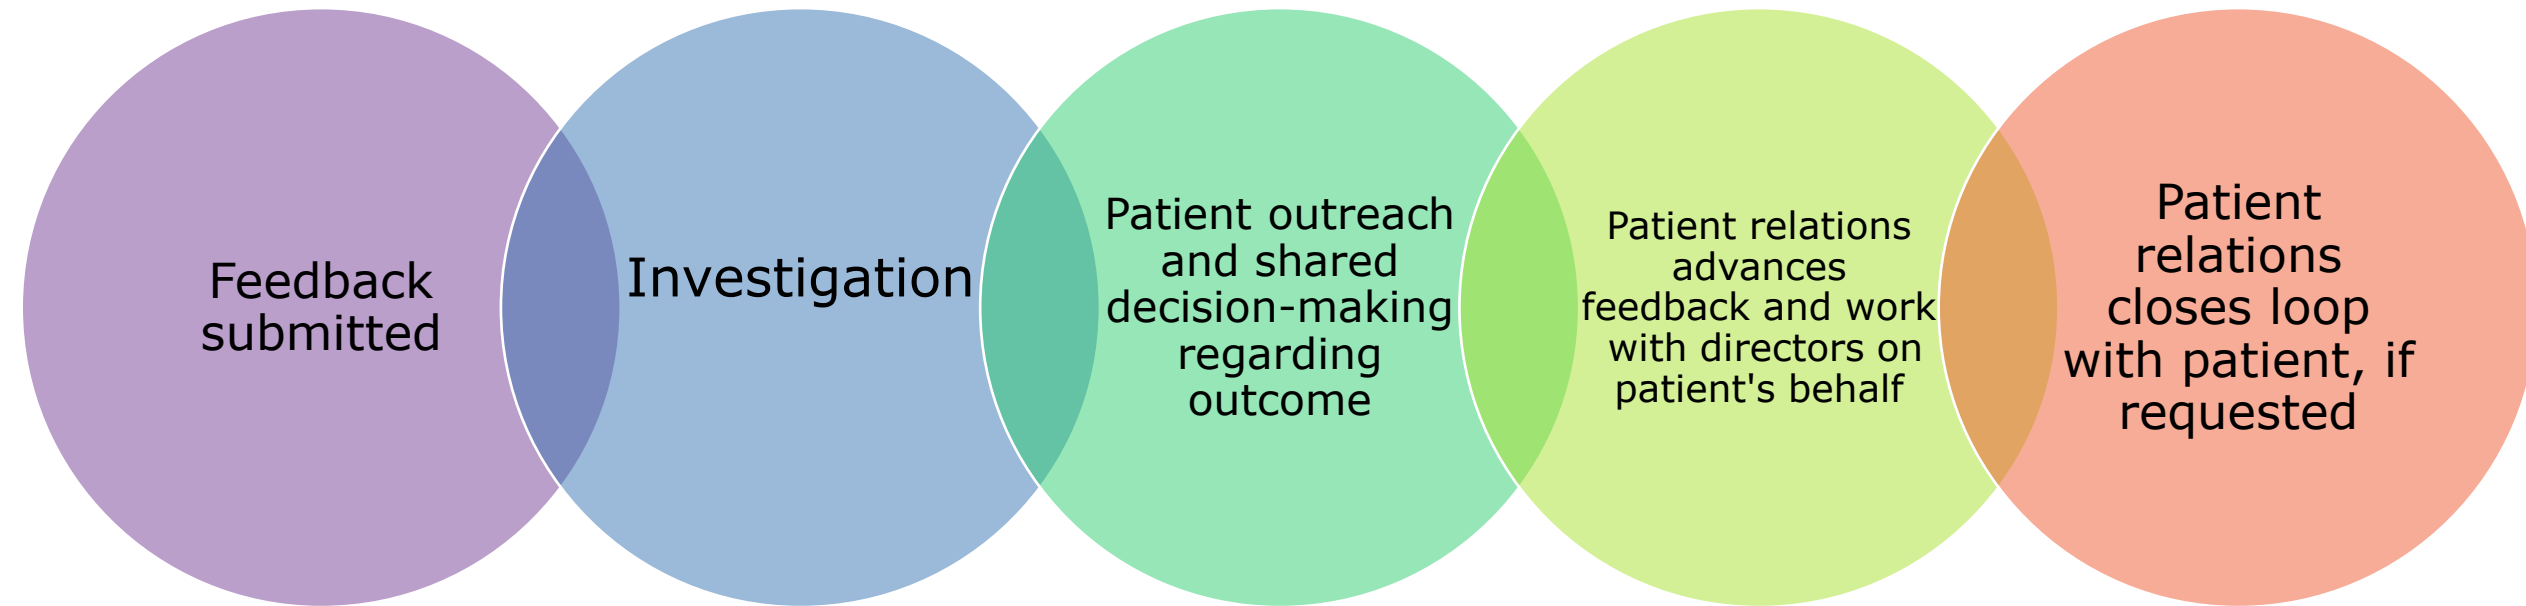 Feedback
submitted
Investigation
Patient outreach
and shared
decision-making
regarding
outcome
Patient relations
advances
feedback and work
with directors on
patient's behalf
Patient
relations
closes loop
with patient, if
requested